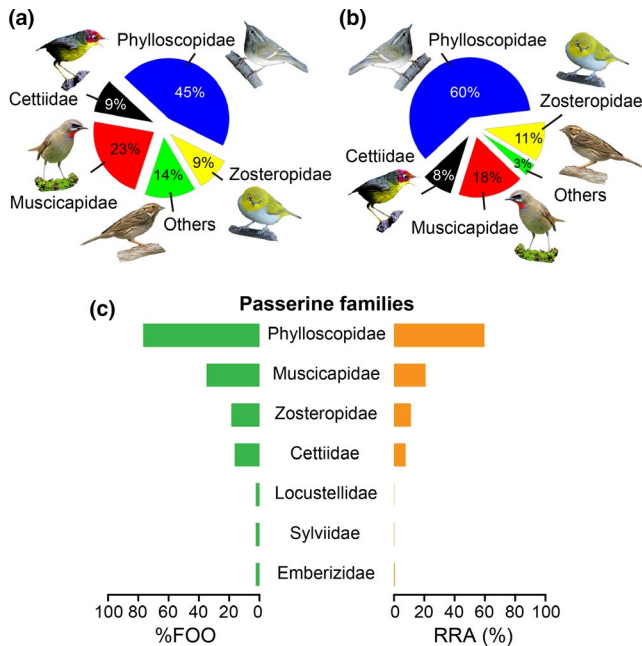 (a)
Phylloscopidae
45%
Cettiidae
9%
23%
Muscicapidae
14%
Others
9%
Zosteropidae
(b)
Phylloscopidae
60%
Zosteropidae
11%
3%
Others
Cettiidae
8%
18%
Muscicapidae
(c)
Passerine families
Phylloscopidae
Muscicapidae
Zosteropidae
Cettiidae
Locustellidae
Sylviidae
Emberizidae
100 80 60 40 20 0
%FOO
0 20 40 60 80 100
RRA (%)